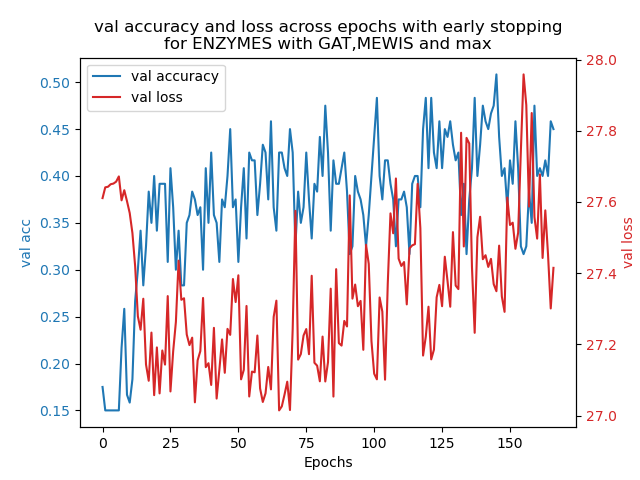 val accuracy and loss across epochs with early stopping
for ENZYMES with GAT,MEWIS and max
val accuracy
val loss
0.50
0.45
0.40
0.35
0.30
0.25
0.20
0.15
val acc
28.0
27.8
27.6
27.4
27.2
27.0
val loss
0 25 50 75 100 125 150
Epochs